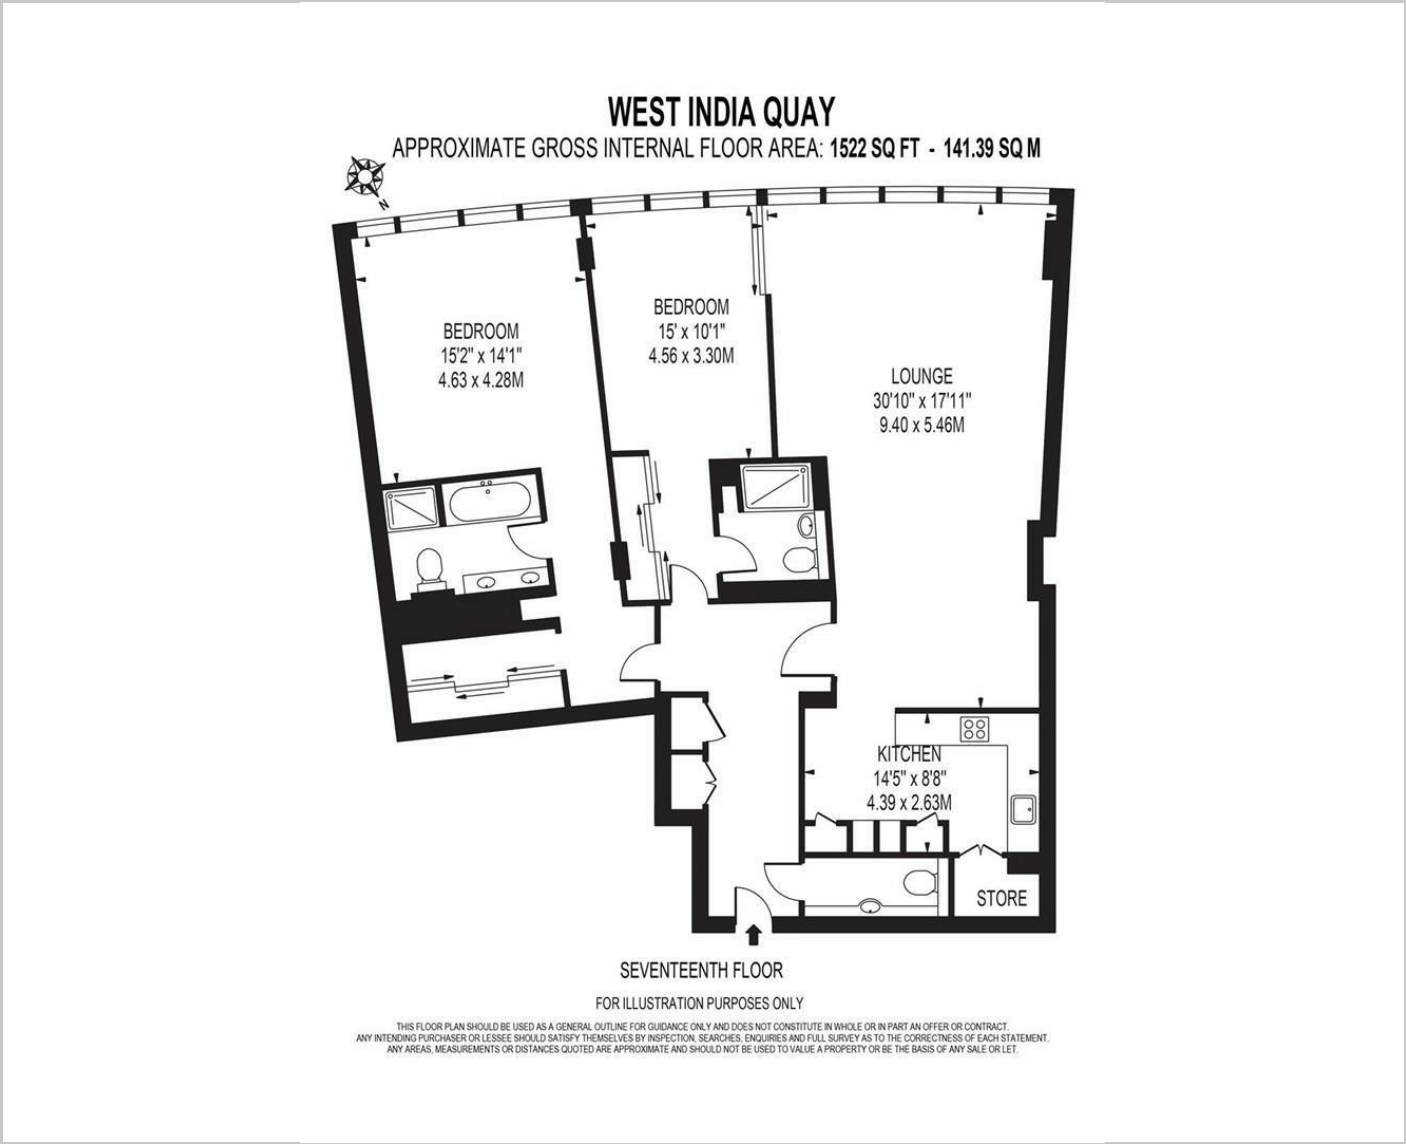 WEST INDIA QUAY
APPROXIMATE GROSS INTERNAL FLOOR AREA: 1522 SQ FT - 141.39 SQ M
N
BEDROOM
15'2" x 14'1"
4.63 x 4.28M
BEDROOM
15' x 10'1"
4.56 x 3.30M
LOUNGE
30'10" x 17'11"
9.40 x 5.46M
KITCHEN
14'5" x 8'8"
4.39 x 2.63M
STORE
SEVENTEENTH FLOOR
FOR ILLUSTRATION PURPOSES ONLY
THIS FLOOR PLAN SHOULD BE USED AS A GENERAL OUTLINE FOR GUIDANCE ONLY AND DOES NOT CONSTITUTE IN WHOLE OR IN PART AN OFFER OR CONTRACT.
ANY INTENDING PURCHASER OR LESSEE SHOULD SATISFY THEMSELVES BY INSPECTION, SEARCHES, ENQUIRIES AND FULL SURVEY AS TO THE CORRECTNESS OF EACH STATEMENT.
ANY AREAS, MEASUREMENTS OR DISTANCES QUOTED ARE APPROXIMATE AND SHOULD NOT BE USED TO VALUE A PROPERTY OR BE THE BASIS OF ANY SALE OR LET.